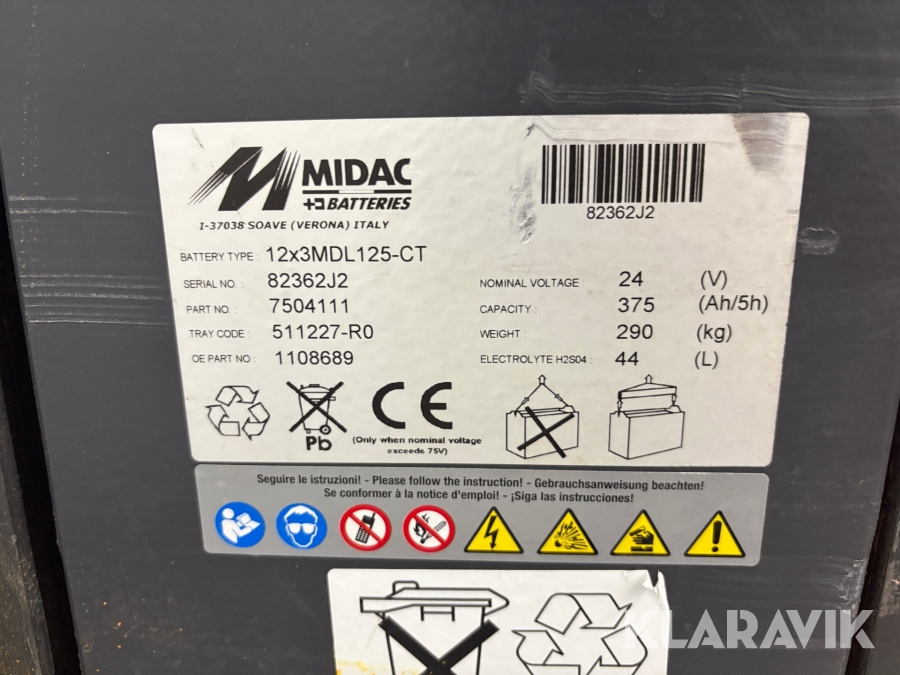 MIDAC
BATTERIES
I-37038 SOAVE (VERONA) ITALY
82362J2
BATTERY TYPE : 12x3MDL125-CT
SERIAL NO. : 82362J2
PART NO. : 7504111
TRAY CODE : 511227-R0
OE PART NO : 1108689
NOMINAL VOLTAGE : 24 (V)
CAPACITY : 375 (Ah/5h)
WEIGHT : 290 (kg)
ELECTROLYTE H2S04 : 44 (L)
Pb
CE
(Only when nominal voltage
exceeds 75V)
Seguire le istruzioni! - Please follow the instruction! - Gebrauchsanweisung beachten!
Se conformer à la notice d'emploi! - ¡Siga las instrucciones!
KLARAVIK